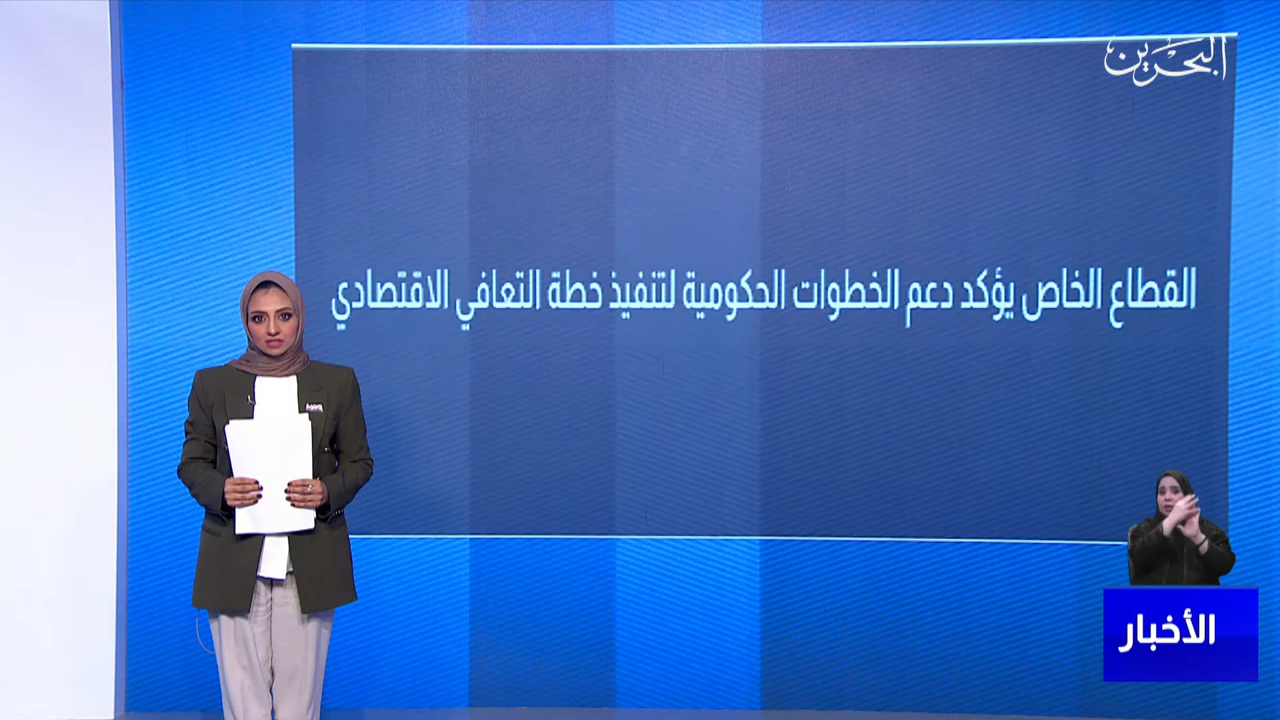 البحرين
القطاع الخاص يؤكد دعم الخطوات الحكومية لتنفيذ خطة التعافي الاقتصادي
الأخبار